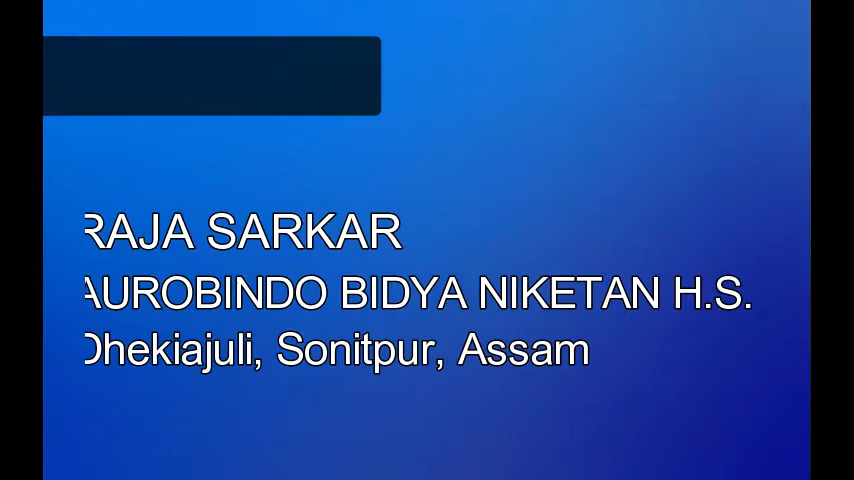 RAJA SARKAR
AUROBINDO BIDYA NIKETAN H.S.
Dhekiajuli, Sonitpur, Assam